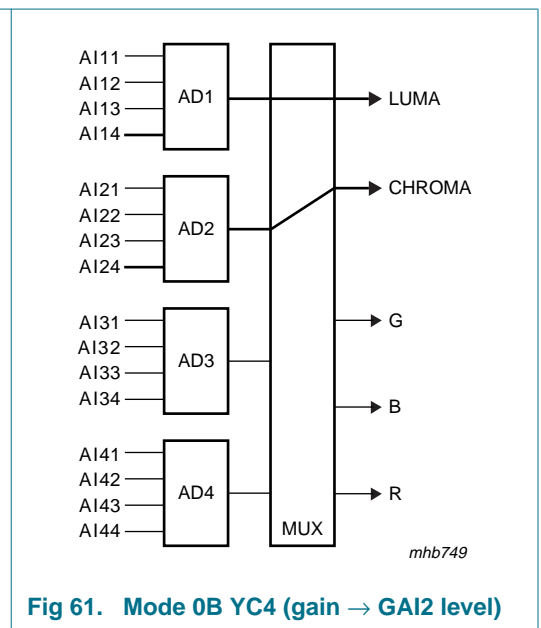 AI11
AI12
AI13
AI14
AD1
LUMA
AI21
AI22
AI23
AI24
AD2
CHROMA
AI31
AI32
AI33
AI34
AD3
G
B
AI41
AI42
AI43
AI44
AD4
R
MUX
mhb749
Fig 61. Mode 0B YC4 (gain → GAI2 level)